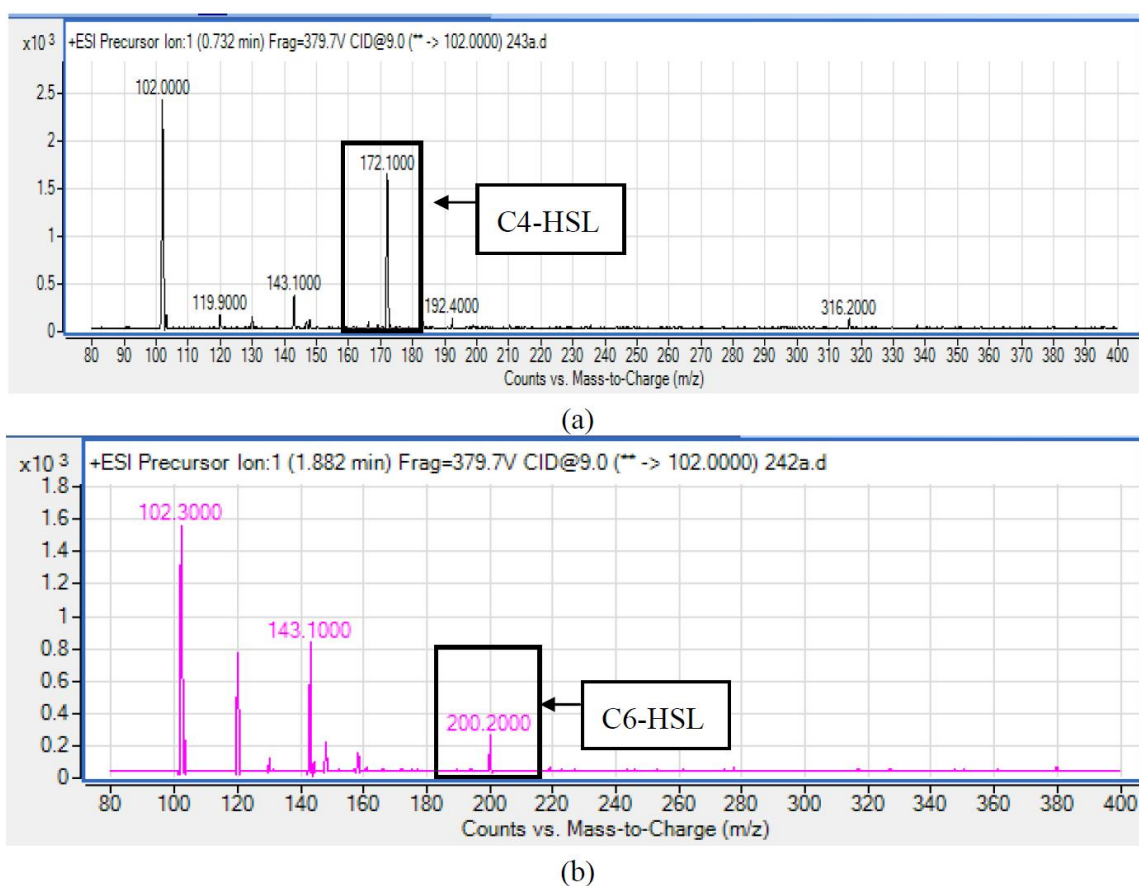 x10 3 +ESI Precursor Ion:1 (0.732 min) Frag=379.7V CID@9.0 (** -> 102.0000) 243a.d
102.0000
2.5
2
172.1000
1.5
C4-HSL
1
0.5
143.1000
119.9000
192.4000
316.2000
0
80 90 100 110 120 130 140 150 160 170 180 190 200 210 220 230 240 250 260 270 280 290 300 310 320 330 340 350 360 370 380 390 400
Counts vs. Mass-to-Charge (m/z)
(a)
x10 3 +ESI Precursor Ion:1 (1.882 min) Frag=379.7V CID@9.0 (** -> 102.0000) 242a.d
1.8
102.3000
1.6
1.4
1.2
1
143.1000
0.8
0.6
C6-HSL
0.4
200.2000
0.2
0
80 100 120 140 160 180 200 220 240 260 280 300 320 340 360 380 400
Counts vs. Mass-to-Charge (m/z)
(b)